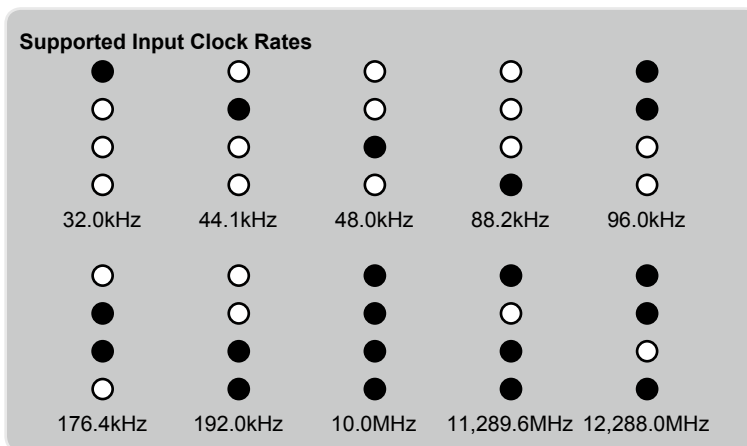 Supported Input Clock Rates
32.0kHz 44.1kHz 48.0kHz 88.2kHz 96.0kHz
176.4kHz 192.0kHz 10.0MHz 11,289.6MHz 12,288.0MHz